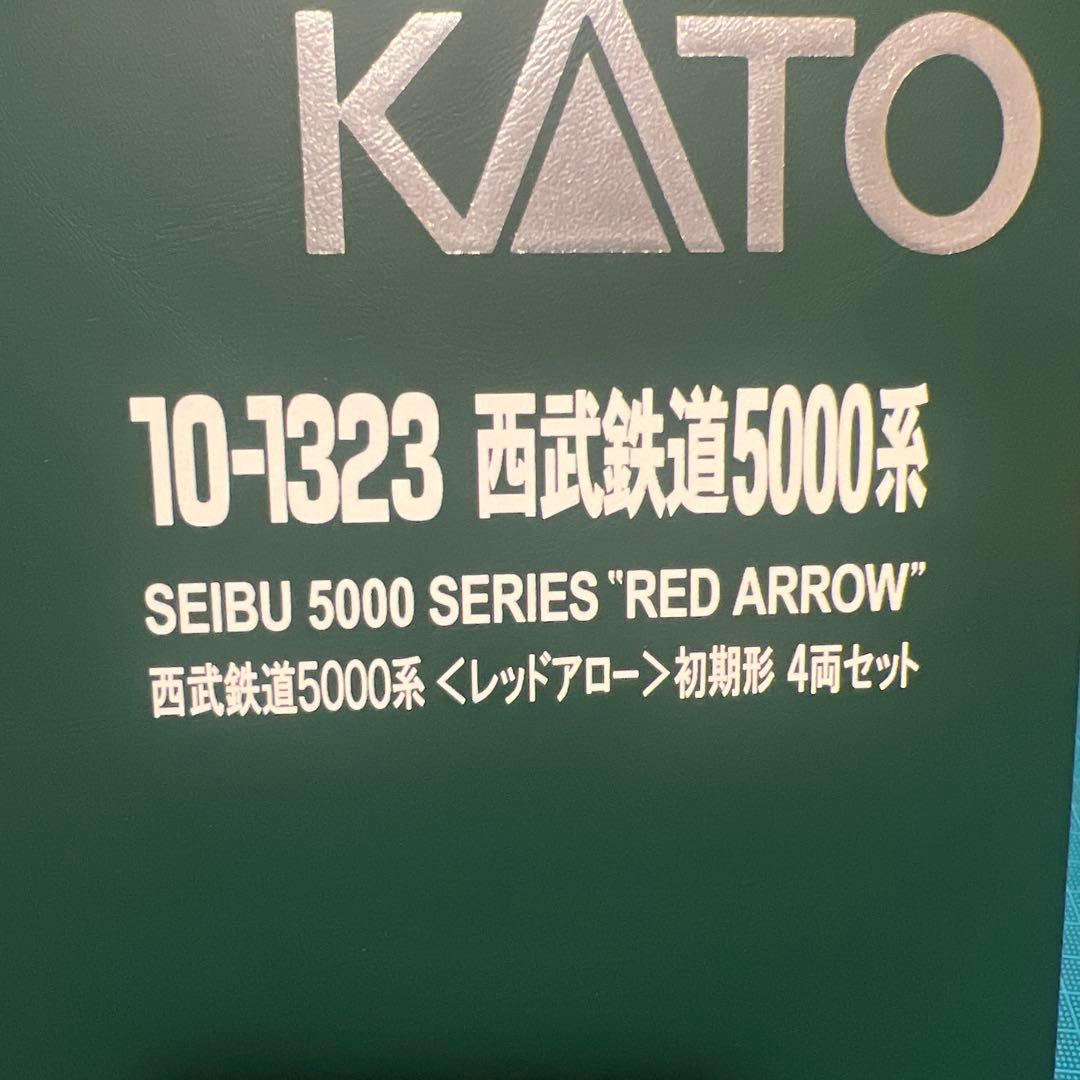 KATO
10-1323 西武鉄道5000系
SEIBU 5000 SERIES “RED ARROW”
西武鉄道5000系＜レッドアロー＞初期形 4両セット